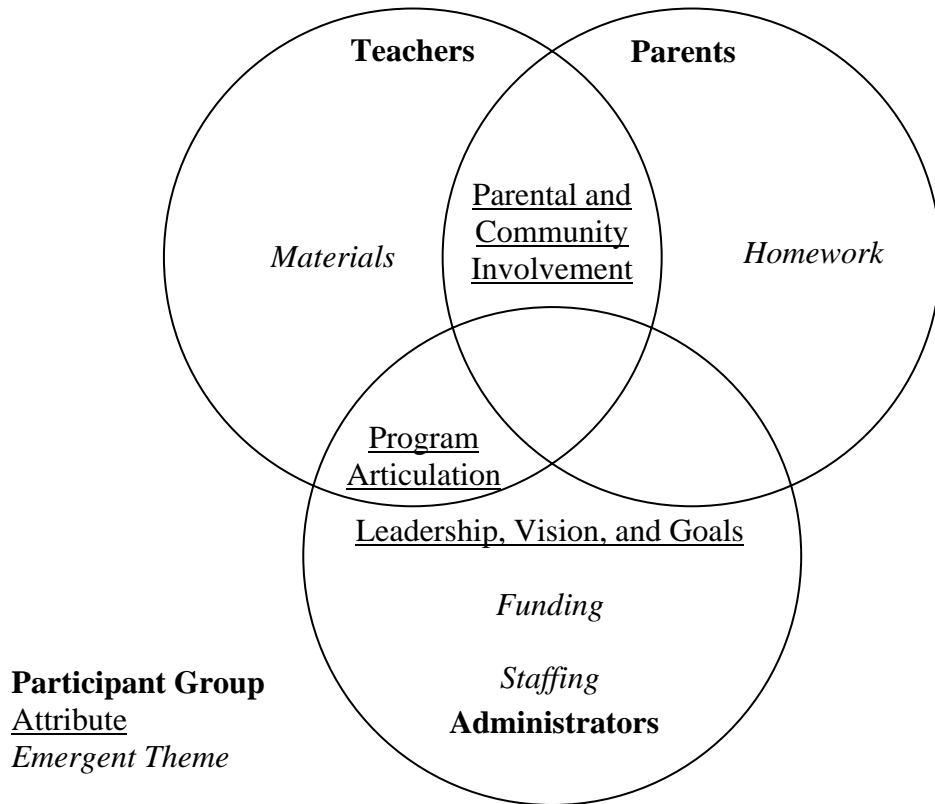 Teachers
Parents
Parental and
Community
Involvement
Materials
Homework
Program
Articulation
Leadership, Vision, and Goals
Funding
Staffing
Administrators
Participant Group
Attribute
Emergent Theme